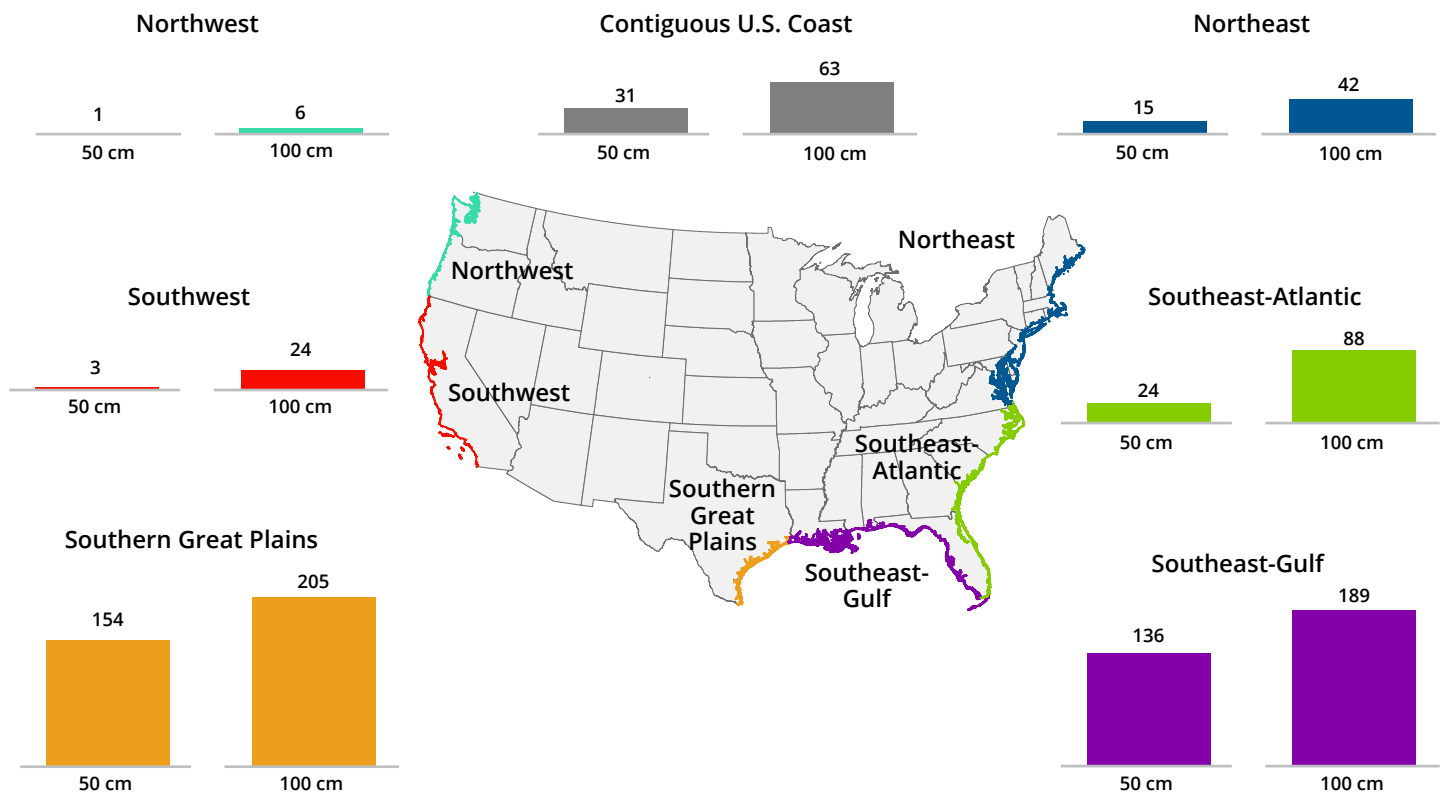 Northwest
1
6
50 cm
100 cm
Contiguous U.S. Coast
31
63
50 cm
100 cm
Northeast
15
42
50 cm
100 cm
Southwest
3
24
50 cm
100 cm
Southern Great Plains
154
205
50 cm
100 cm
Northeast
Northwest
Southwest
Southeast-
Atlantic
Southern
Great
Plains
Southeast-
Gulf
Southeast-Atlantic
24
88
50 cm
100 cm
Southeast-Gulf
136
189
50 cm
100 cm